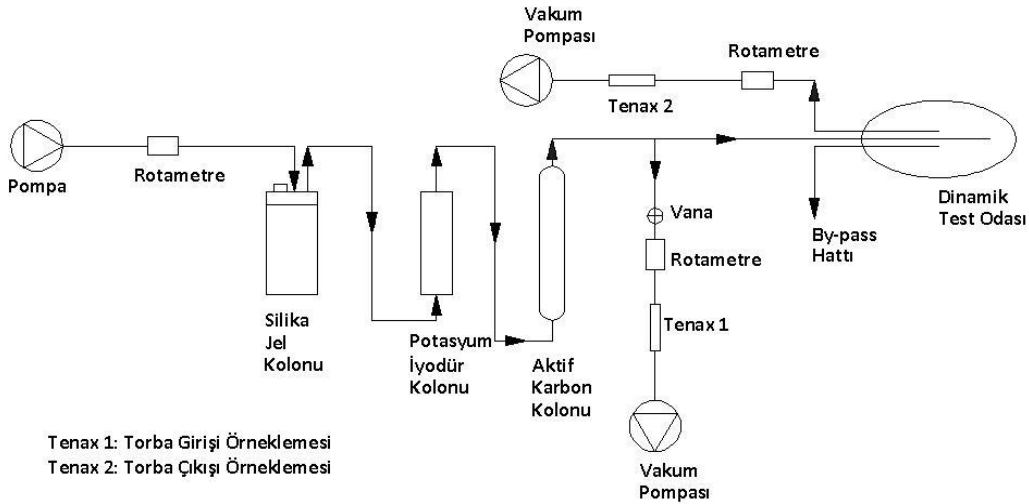 Vakum
Pompası
Rotametre
Tenax 2
Pompa
Rotametre
Dinamik
Test Odası
Vana
By-pass
Hattı
Rotametre
Silika
Jel
Kolonu
Potasyum
İyodür
Kolonu
Aktif
Karbon
Kolonu
Tenax 1
Tenax 1: Torba Girişi Örneklemesi
Tenax 2: Torba Çıkışı Örneklemesi
Vakum
Pompası